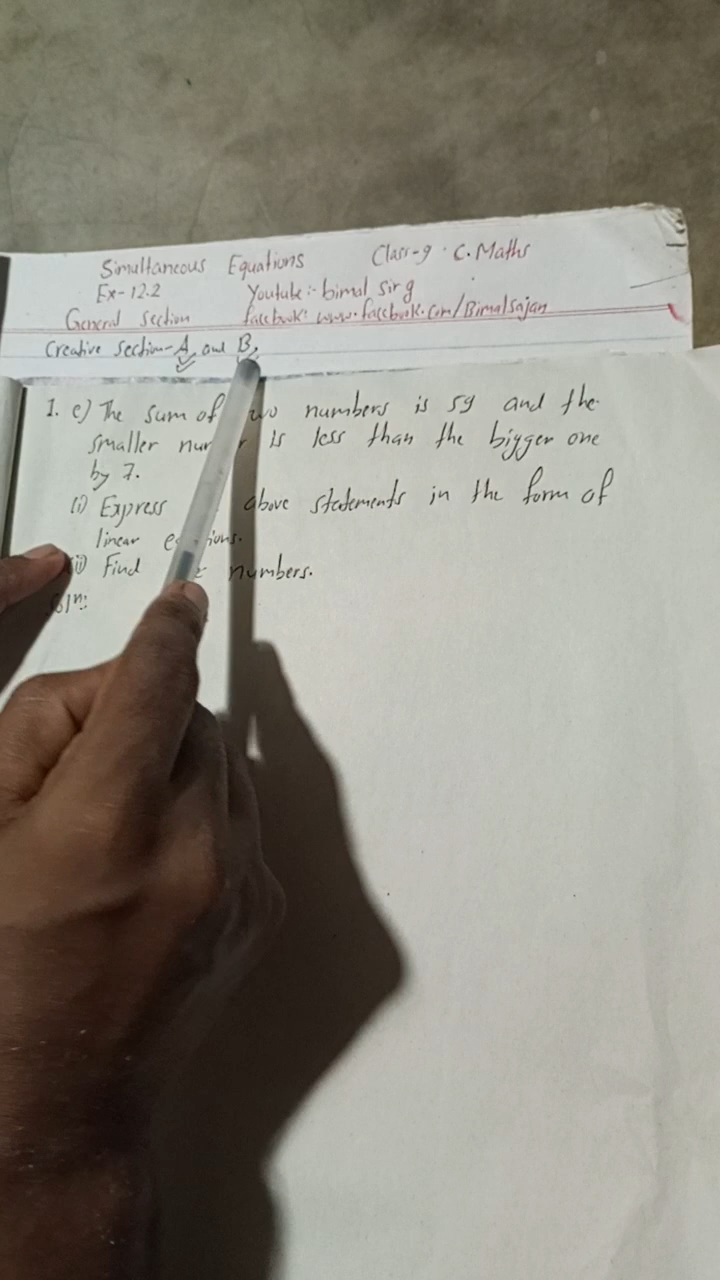 Simultaneous Equations Class-9 C. Maths
Ex-12.2 Youtube:- bimal sir g
General Section facebook: www.facebook.com/Bimalsajan
Creative Section-A and B,
1. e) The sum of numbers is 59 and the
smaller is less than the bigger one
by 7.
(i) Express above statements in the form of
linear
(ii) Find numbers.
Soln: